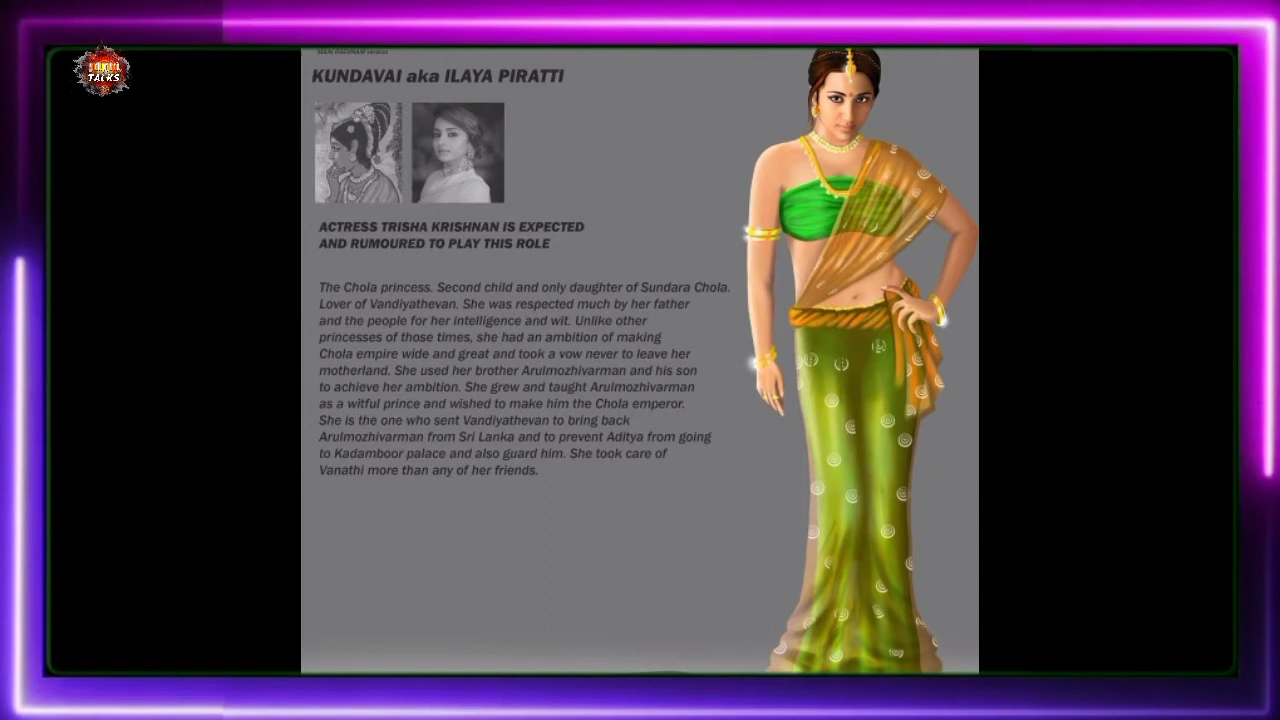 KUNDAVAI aka ILAYA PIRATTI
ACTRESS TRISHA KRISHNAN IS EXPECTED
AND RUMOURED TO PLAY THIS ROLE
The Chola princess. Second child and only daughter of Sundara Chola.
Lover of Vandiyathevan. She was respected much by her father
and the people for her intelligence and wit. Unlike other
princesses of those times, she had an ambition of making
Chola empire wide and great and took a vow never to leave her
motherland. She used her brother Arulmozhivarman and his son
to achieve her ambition. She grew and taught Arulmozhivarman
as a witful prince and wished to make him the Chola emperor.
She is the one who sent Vandiyathevan to bring back
Arulmozhivarman from Sri Lanka and to prevent Aditya from going
to Kadamboor palace and also guard him. She took care of
Vanathi more than any of her friends.
TALKS